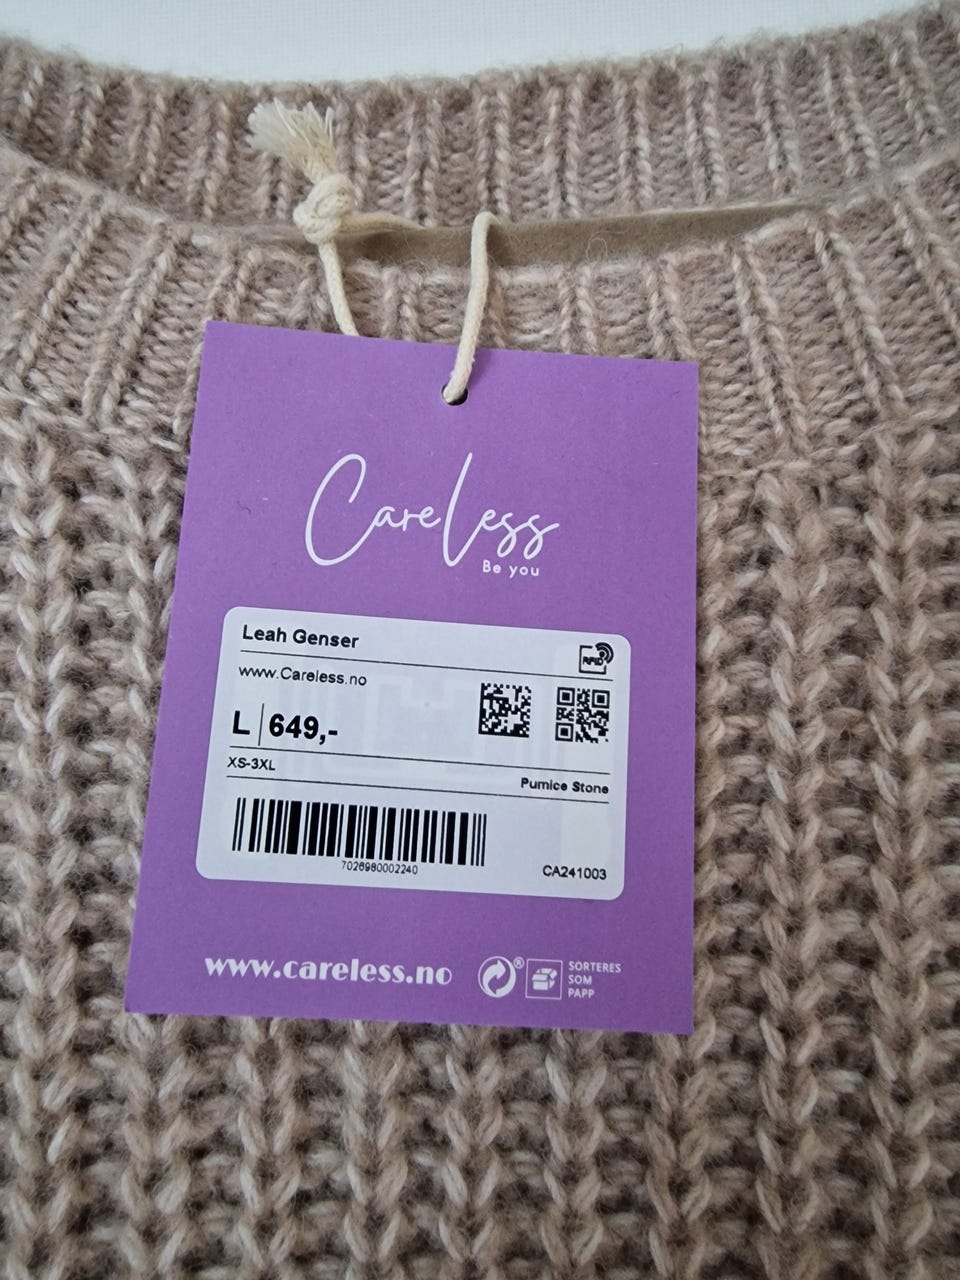 CareLess
Be you
Leah Genser
RFID
www.Careless.no
L 649,-
XS-3XL
Pumice Stone
7026980002240
CA241003
www.careless.no
®
SORTERES
SOM
PAPP